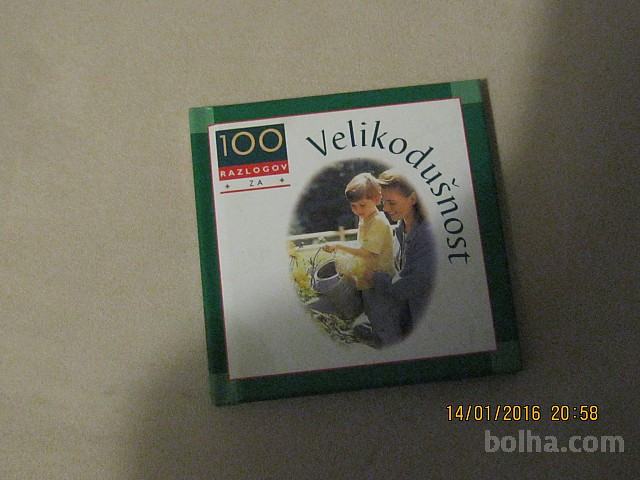 100
RAZLOGOV
ZA
Velikodušnost
14/01/2016 20:58
bolha.com